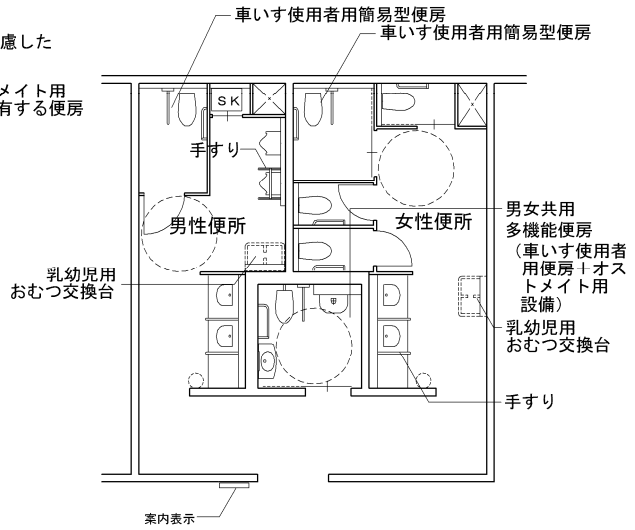 車いす使用者用簡易型便房
車いす使用者用簡易型便房
慮した
メイト用
有する便房
SK
手すり
男性便所
女性便所
男女共用
多機能便房
（車いす使用者
用便房＋オス
トメイト用
設備）
乳幼児用
おむつ交換台
乳幼児用
おむつ交換台
手すり
案内表示